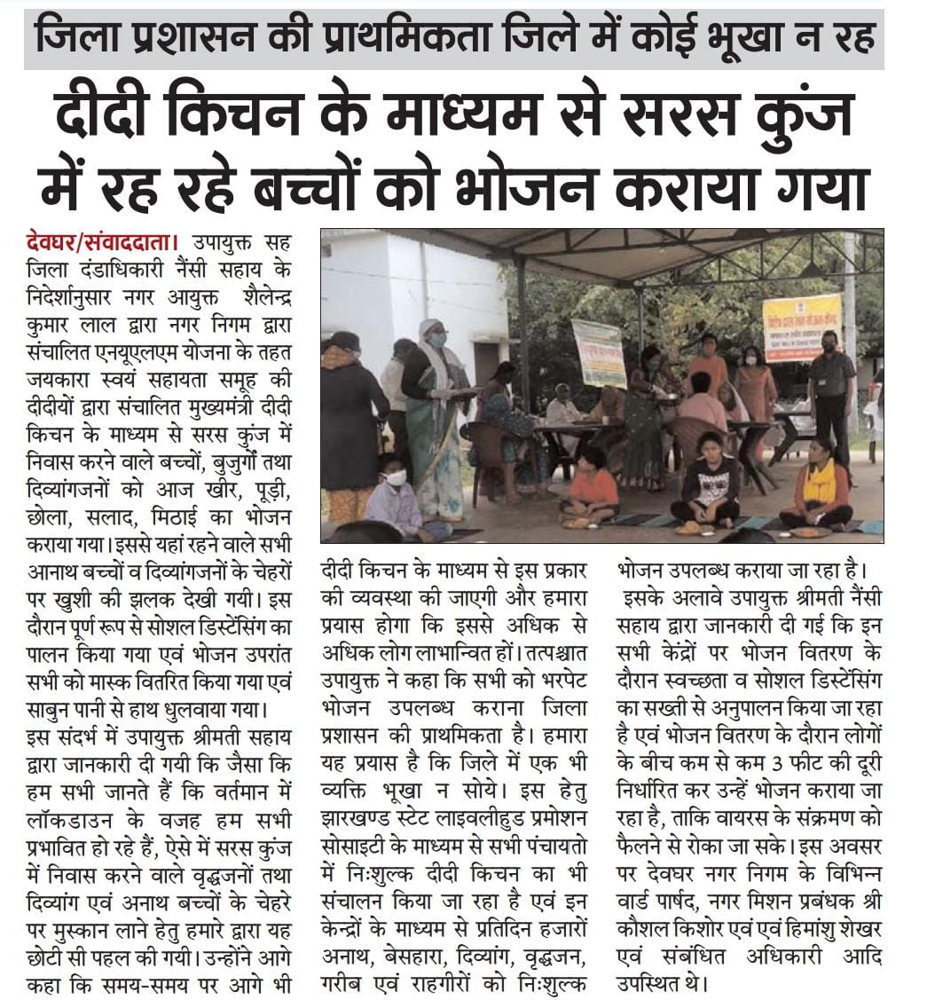 जिला प्रशासन की प्राथमिकता जिले में कोई भूखा न रह
दीदी किचन के माध्यम से सरस कुंज
में रह रहे बच्चों को भोजन कराया गया
देवघर/संवाददाता। उपायुक्त सह
जिला दंडाधिकारी नैंसी सहाय के
निदेर्शानुसार नगर आयुक्त शैलेन्द्र
कुमार लाल द्वारा नगर निगम द्वारा
संचालित एनयूएलएम योजना के तहत
जयकारा स्वयं सहायता समूह की
दीदीयों द्वारा संचालित मुख्यमंत्री दीदी
किचन के माध्यम से सरस कुंज में
निवास करने वाले बच्चों, बुजुर्गों तथा
दिव्यांगजनों को आज खीर, पूड़ी,
छोला, सलाद, मिठाई का भोजन
कराया गया।इससे यहां रहने वाले सभी
आनाथ बच्चों व दिव्यांगजनों के चेहरों
पर खुशी की झलक देखी गयी। इस
दौरान पूर्ण रूप से सोशल डिस्टेंसिंग का
पालन किया गया एवं भोजन उपरांत
सभी को मास्क वितरित किया गया एवं
साबुन पानी से हाथ धुलवाया गया।
इस संदर्भ में उपायुक्त श्रीमती सहाय
द्वारा जानकारी दी गयी कि जैसा कि
हम सभी जानते हैं कि वर्तमान में
लॉकडाउन के वजह हम सभी
प्रभावित हो रहे हैं, ऐसे में सरस कुंज
में निवास करने वाले वृद्धजनों तथा
दिव्यांग एवं अनाथ बच्चों के चेहरे
पर मुस्कान लाने हेतु हमारे द्वारा यह
छोटी सी पहल की गयी। उन्होंने आगे
कहा कि समय-समय पर आगे भी
दीदी किचन के माध्यम से इस प्रकार
की व्यवस्था की जाएगी और हमारा
प्रयास होगा कि इससे अधिक से
अधिक लोग लाभान्वित हों। तत्पश्चात
उपायुक्त ने कहा कि सभी को भरपेट
भोजन उपलब्ध कराना जिला
प्रशासन की प्राथमिकता है। हमारा
यह प्रयास है कि जिले में एक भी
व्यक्ति भूखा न सोये। इस हेतु
झारखण्ड स्टेट लाइवलीहुड प्रमोशन
सोसाइटी के माध्यम से सभी पंचायतो
में निःशुल्क दीदी किचन का भी
संचालन किया जा रहा है एवं इन
केन्द्रों के माध्यम से प्रतिदिन हजारों
अनाथ, बेसहारा, दिव्यांग, वृद्धजन,
गरीब एवं राहगीरों को निःशुल्क
भोजन उपलब्ध कराया जा रहा है।
इसके अलावे उपायुक्त श्रीमती नैंसी
सहाय द्वारा जानकारी दी गई कि इन
सभी केंद्रों पर भोजन वितरण के
दौरान स्वच्छता व सोशल डिस्टेंसिंग
का सख्ती से अनुपालन किया जा रहा
है एवं भोजन वितरण के दौरान लोगों
के बीच कम से कम 3 फीट की दूरी
निर्धारित कर उन्हें भोजन कराया जा
रहा है, ताकि वायरस के संक्रमण को
फैलने से रोका जा सके। इस अवसर
पर देवघर नगर निगम के विभिन्न
वार्ड पार्षद, नगर मिशन प्रबंधक श्री
कौशल किशोर एवं एवं हिमांशु शेखर
एवं संबंधित अधिकारी आदि
उपस्थित थे।